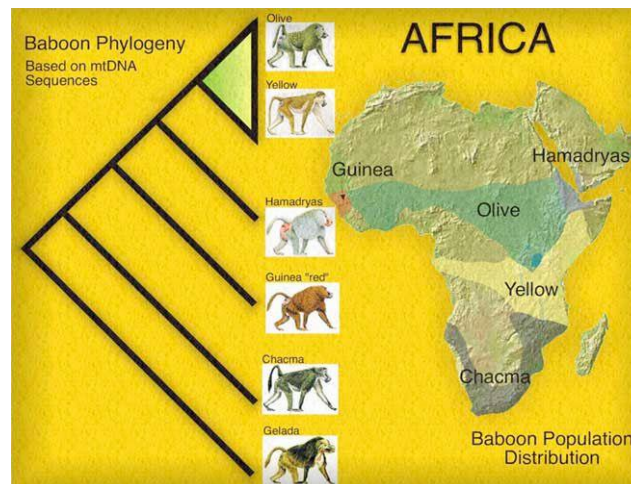 Baboon Phylogeny
Based on mtDNA
Sequences
Olive
Yellow
Hamadryas
Guinea "red"
Chacma
Gelada
AFRICA
Guinea
Hamadryas
Olive
Yellow
Chacma
Baboon Population
Distribution